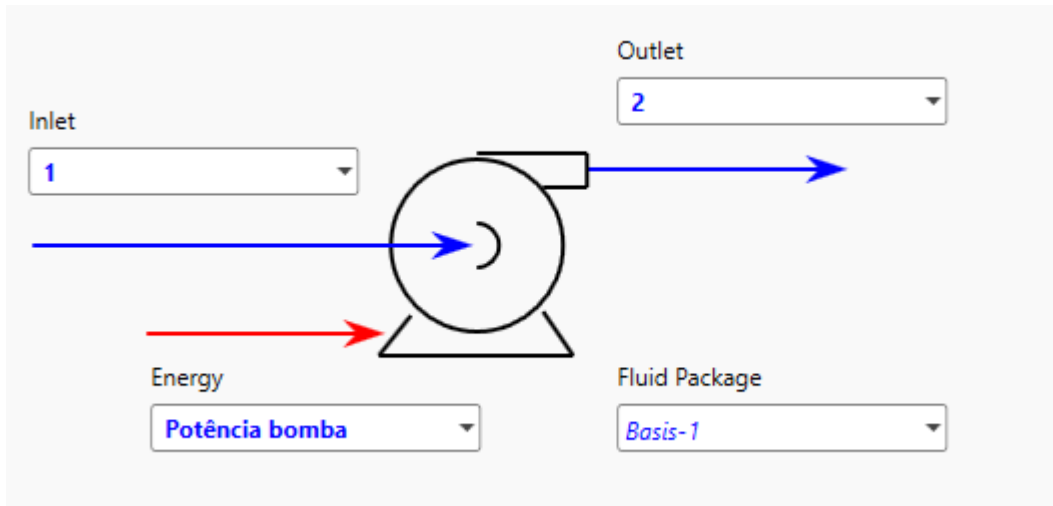 Outlet
2
Inlet
1
Energy
Fluid Package
Potência bomba
Basis-1